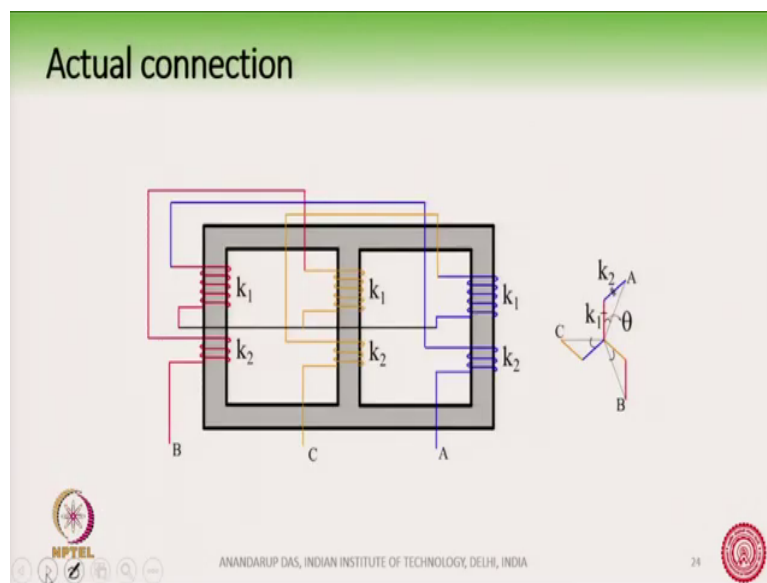 Actual connection
k₁ k₁ k₁
k₂ k₂ k₂
B C A
k₂ A
k₁ θ
C
B
NPTEL
ANANDARUP DAS, INDIAN INSTITUTE OF TECHNOLOGY, DELHI, INDIA
24